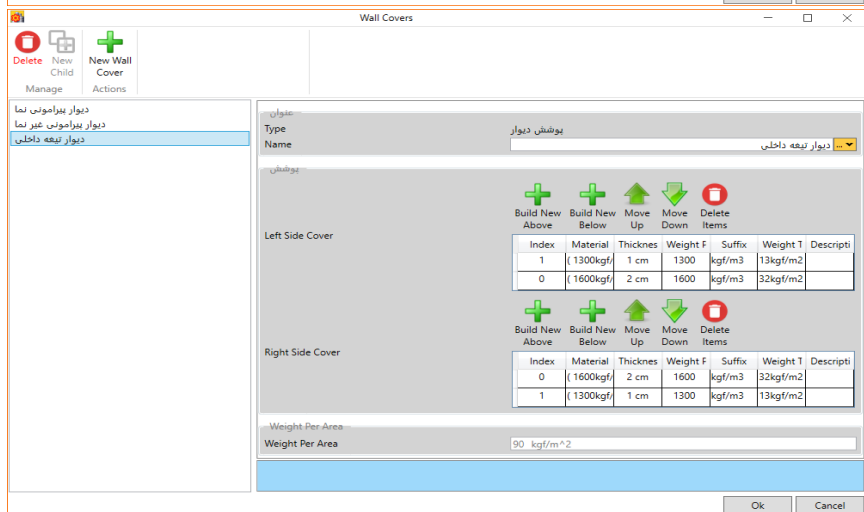 Wall Covers
Delete New Child New Wall Cover
Manage Actions
دیوار پیرامونی نما
دیوار پیرامونی غیر نما
دیوار تیغه داخلی
عنوان
Type پوشش دیوار
Name دیوار تیغه داخلی ...
پوشش
Build New Above Build New Below Move Up Move Down Delete Items
Left Side Cover
Index Material Thicknes Weight F Suffix Weight T Descripti
1 ( 1300kgf/ 1 cm 1300 kgf/m3 13kgf/m2
0 ( 1600kgf/ 2 cm 1600 kgf/m3 32kgf/m2
Build New Above Build New Below Move Up Move Down Delete Items
Right Side Cover
Index Material Thicknes Weight F Suffix Weight T Descripti
0 ( 1600kgf/ 2 cm 1600 kgf/m3 32kgf/m2
1 ( 1300kgf/ 1 cm 1300 kgf/m3 13kgf/m2
Weight Per Area
Weight Per Area 90 kgf/m^2
Ok Cancel